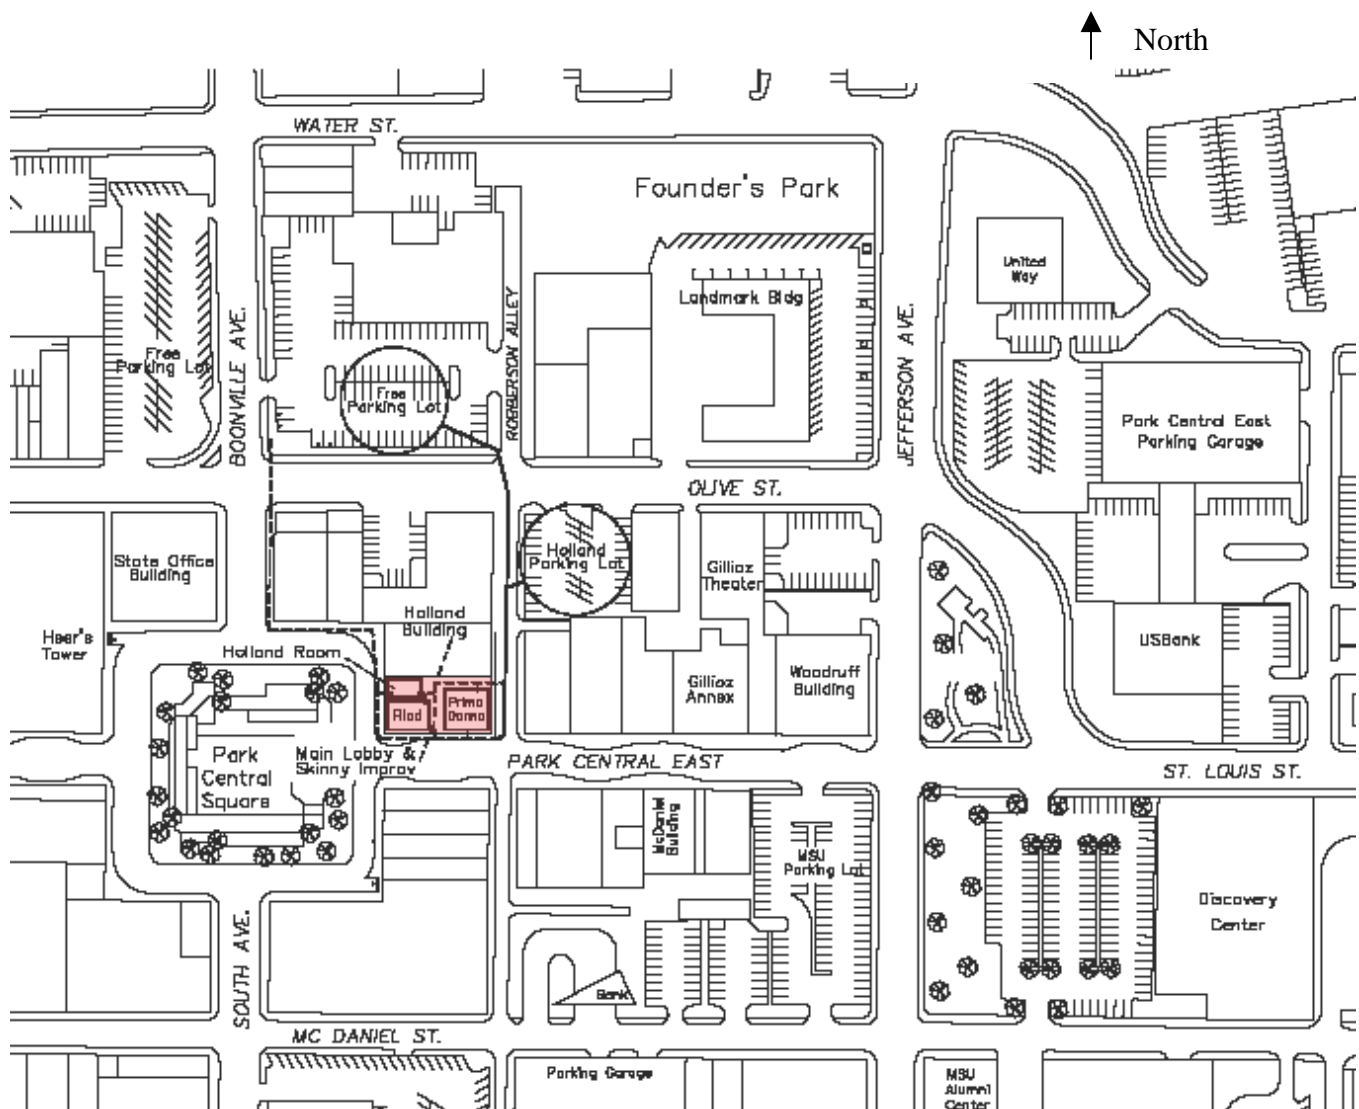 North
WATER ST.
Founder's Park
United
Way
Landmark Bldg
ROBBERSON ALLEY
BOONVILLE AVE.
JEFFERSON AVE.
Free
Parking Lot
Free
Parking Lot
Park Central East
Parking Garage
OLIVE ST.
State Office
Building
Holland
Parking Lot
Gillioz
Theater
Holland
Building
Heer's
Tower
Holland Room
USBank
Gillioz
Annex
Woodruff
Building
Rlad
Prima
Donna
Park
Central
Square
Main Lobby &
Skinny Improv
PARK CENTRAL EAST
ST. LOUIS ST.
McDaniel
Building
MSU
Parking Lot
Discovery
Center
SOUTH AVE.
Bank
MC DANIEL ST.
Parking Garage
MSU
Alumni
Center